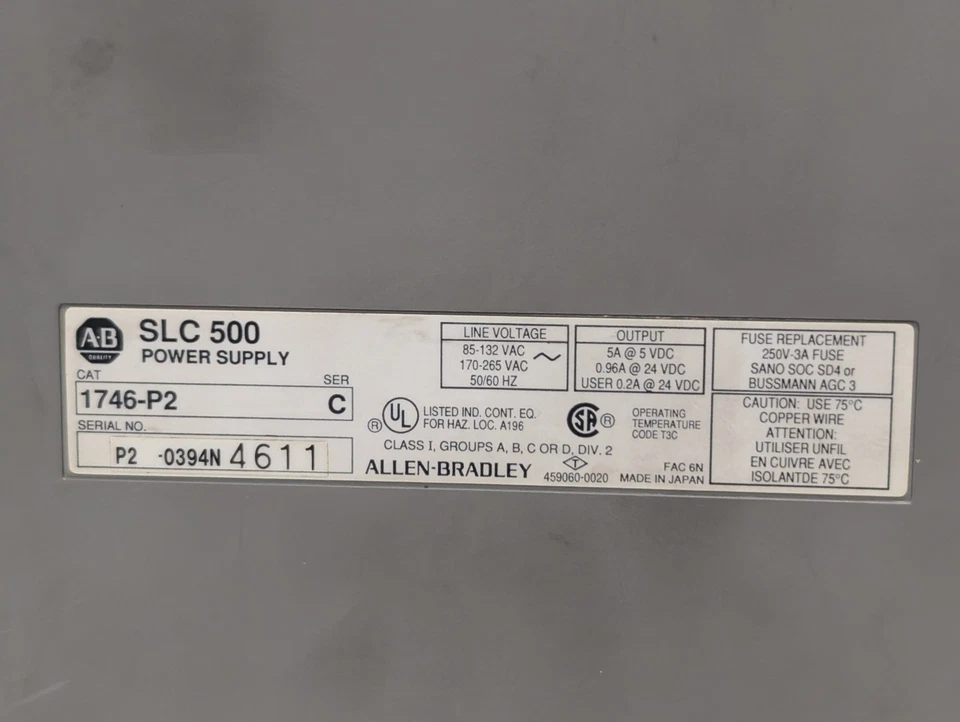 A-B
QUALITY
SLC 500
POWER SUPPLY
CAT
SER
1746-P2
C
SERIAL NO.
P2 -0394N 4611
LINE VOLTAGE
85-132 VAC
170-265 VAC
50/60 HZ
OUTPUT
5A @ 5 VDC
0.96A @ 24 VDC
USER 0.2A @ 24 VDC
FUSE REPLACEMENT
250V-3A FUSE
SANO SOC SD4 or
BUSSMANN AGC 3
® UL LISTED IND. CONT. EQ.
FOR HAZ. LOC. A196
SA ®
OPERATING
TEMPERATURE
CODE T3C
CLASS I, GROUPS A, B, C OR D, DIV. 2
ALLEN-BRADLEY
T
459060-0020
FAC 6N
MADE IN JAPAN
CAUTION: USE 75°C
COPPER WIRE
ATTENTION:
UTILISER UNFIL
EN CUIVRE AVEC
ISOLANTDE 75°C